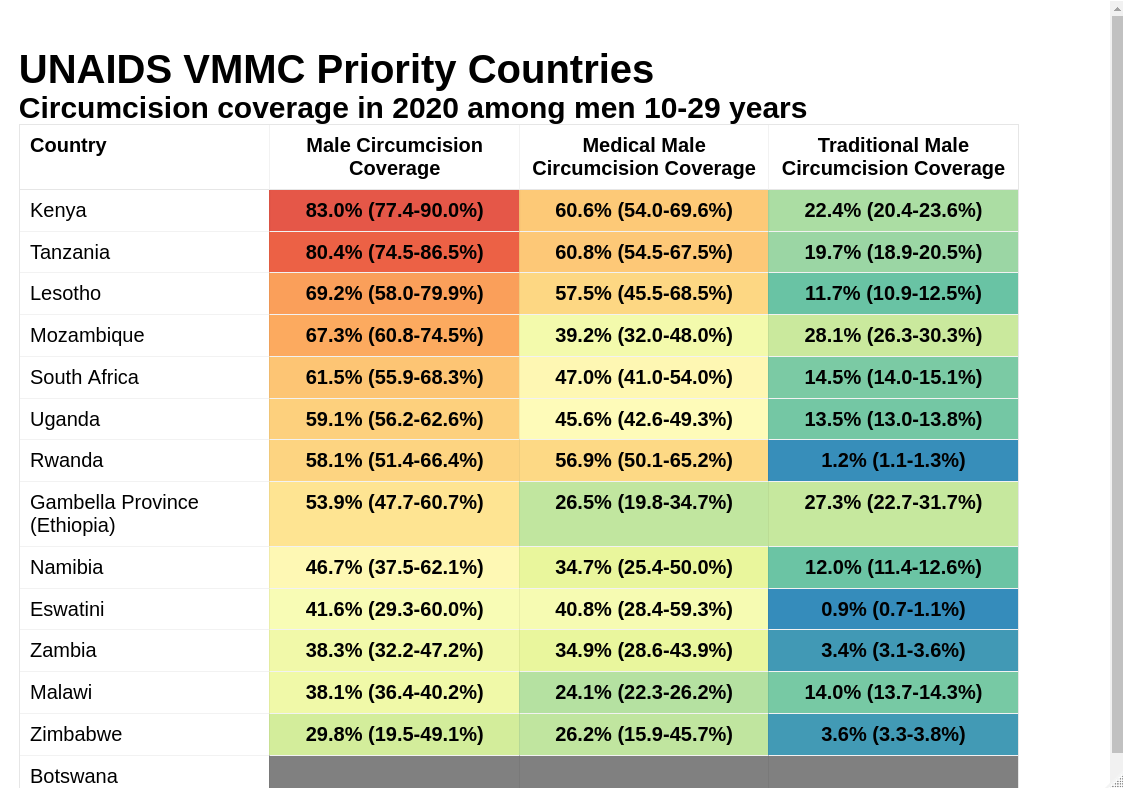 UNAIDS VMMC Priority Countries
Circumcision coverage in 2020 among men 10-29 years
Country
Male Circumcision
Coverage
Medical Male
Circumcision Coverage
Traditional Male
Circumcision Coverage
Kenya 83.0% (77.4-90.0%) 60.6% (54.0-69.6%) 22.4% (20.4-23.6%)
Tanzania 80.4% (74.5-86.5%) 60.8% (54.5-67.5%) 19.7% (18.9-20.5%)
Lesotho 69.2% (58.0-79.9%) 57.5% (45.5-68.5%) 11.7% (10.9-12.5%)
Mozambique 67.3% (60.8-74.5%) 39.2% (32.0-48.0%) 28.1% (26.3-30.3%)
South Africa 61.5% (55.9-68.3%) 47.0% (41.0-54.0%) 14.5% (14.0-15.1%)
Uganda 59.1% (56.2-62.6%) 45.6% (42.6-49.3%) 13.5% (13.0-13.8%)
Rwanda 58.1% (51.4-66.4%) 56.9% (50.1-65.2%) 1.2% (1.1-1.3%)
Gambella Province
(Ethiopia)
53.9% (47.7-60.7%) 26.5% (19.8-34.7%) 27.3% (22.7-31.7%)
Namibia 46.7% (37.5-62.1%) 34.7% (25.4-50.0%) 12.0% (11.4-12.6%)
Eswatini 41.6% (29.3-60.0%) 40.8% (28.4-59.3%) 0.9% (0.7-1.1%)
Zambia 38.3% (32.2-47.2%) 34.9% (28.6-43.9%) 3.4% (3.1-3.6%)
Malawi 38.1% (36.4-40.2%) 24.1% (22.3-26.2%) 14.0% (13.7-14.3%)
Zimbabwe 29.8% (19.5-49.1%) 26.2% (15.9-45.7%) 3.6% (3.3-3.8%)
Botswana